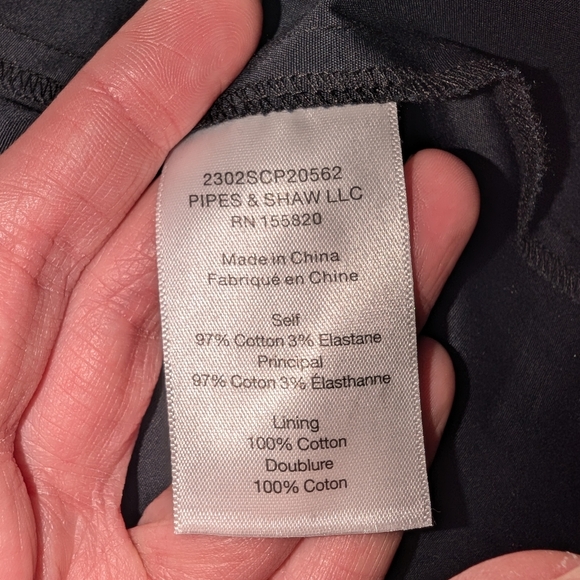 2302SCP20562
PIPES & SHAW LLC
RN 155820
Made in China
Fabriqué en Chine
Self
97% Cotton 3% Elastane
Principal
97% Coton 3% Élasthanne
Lining
100% Cotton
Doublure
100% Coton